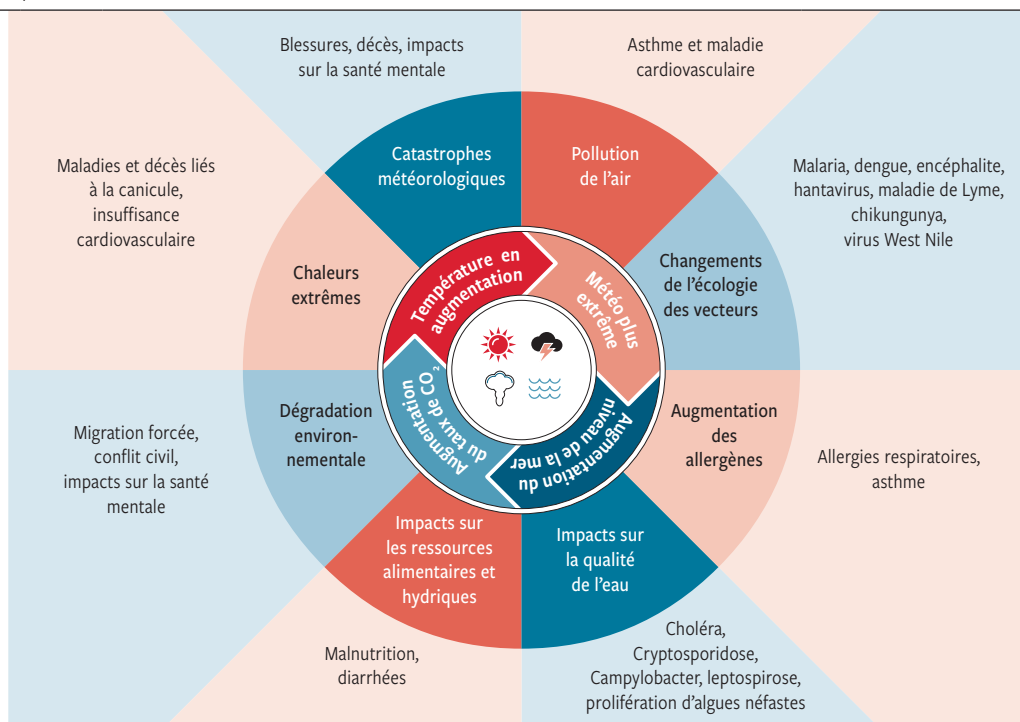 Blessures, décès, impacts
sur la santé mentale
Asthme et maladie
cardiovasculaire
Maladies et décès liés
à la canicule,
insuffisance
cardiovasculaire
Catastrophes
météorologiques
Pollution
de l'air
Malaria, dengue, encéphalite,
hantavirus, maladie de Lyme,
chikungunya,
virus West Nile
Chaleurs
extrêmes
Température en
augmentation
Météo plus
extrême
Changements
de l'écologie
des vecteurs
Migration forcée,
conflit civil,
impacts sur la santé
mentale
Dégradation
environ-
nementale
Augmentation
du taux de CO₂
Augmentation du
niveau de la mer
Augmentation
des
allergènes
Allergies respiratoires,
asthme
Impacts sur
les ressources
alimentaires et
hydriques
Impacts sur
la qualité
de l'eau
Malnutrition,
diarrhées
Choléra,
Cryptosporidose,
Campylobacter, leptospirose,
prolifération d'algues néfastes